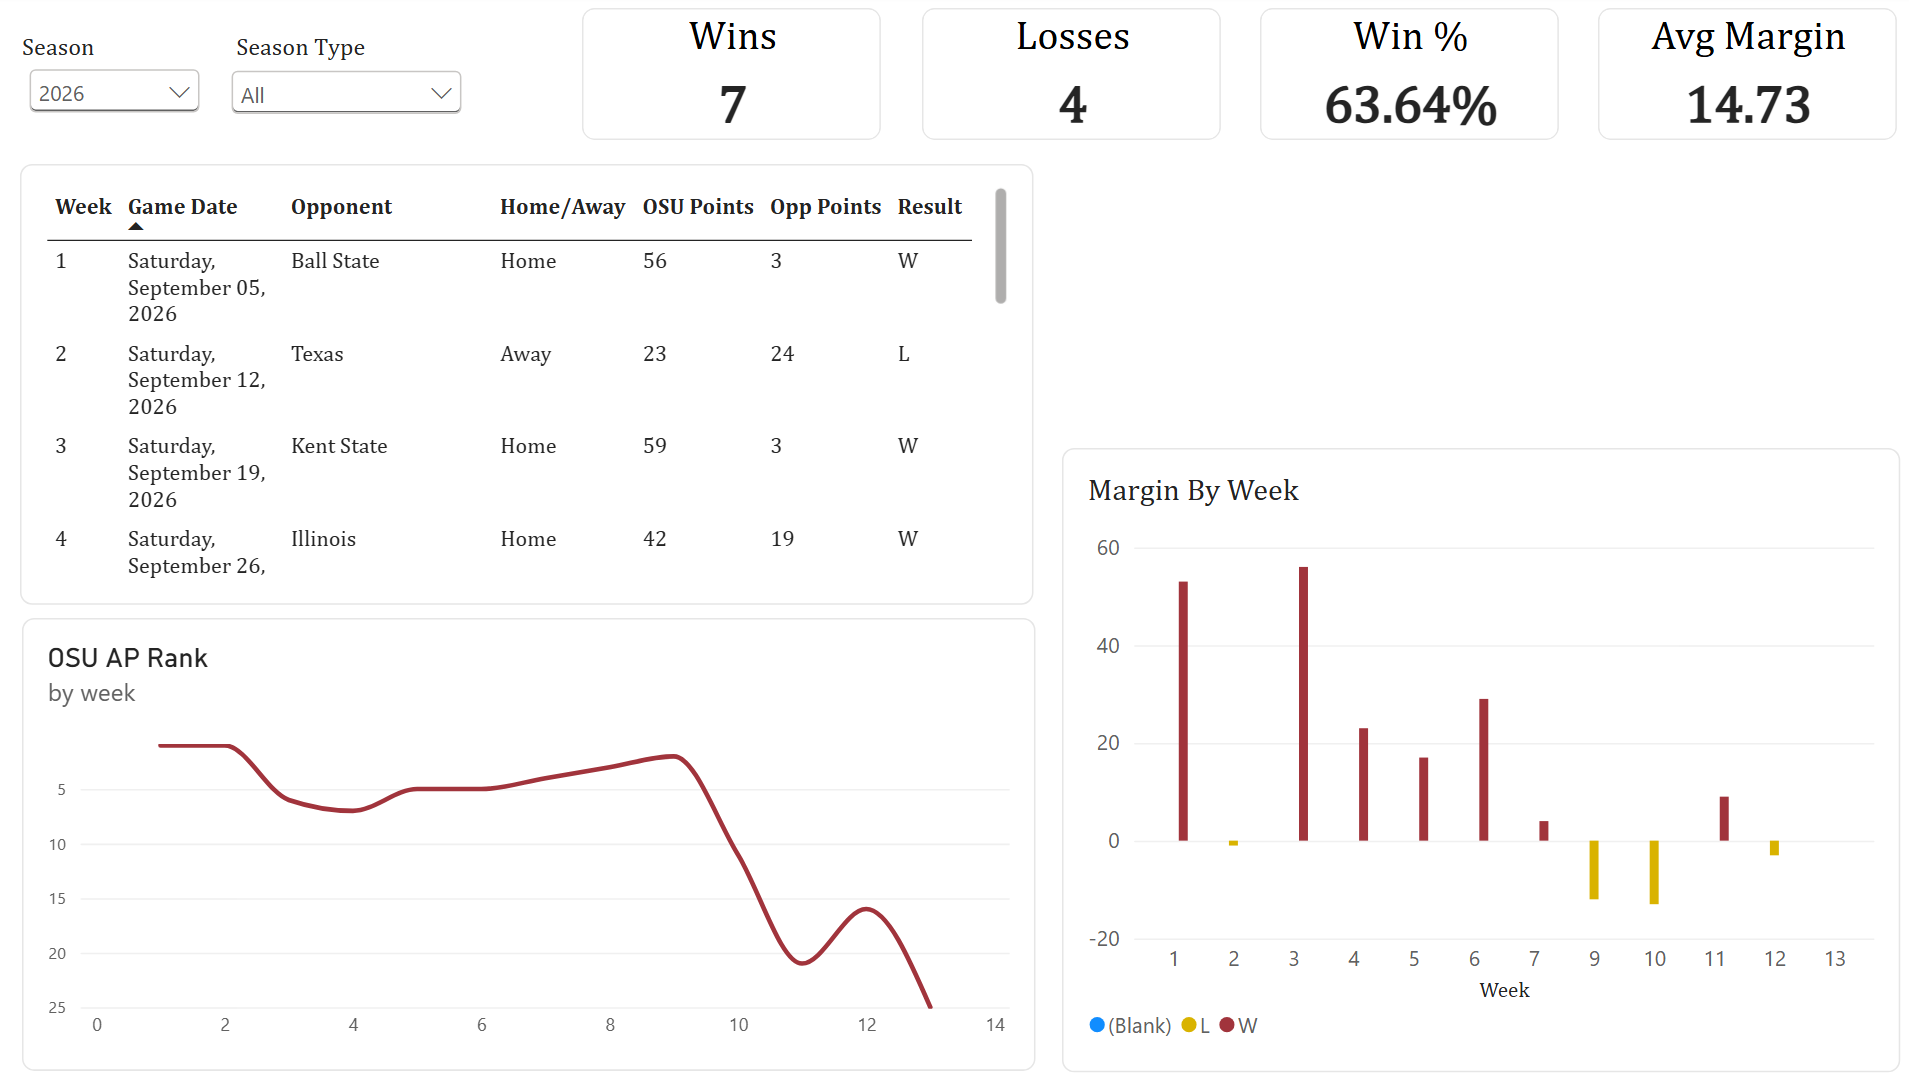 Season
2026
Season Type
All
Wins
7
Losses
4
Win %
63.64%
Avg Margin
14.73
Week Game Date Opponent Home/Away OSU Points Opp Points Result
1 Saturday, Ball State Home 56 3 W
September 05,
2026
2 Saturday, Texas Away 23 24 L
September 12,
2026
3 Saturday, Kent State Home 59 3 W
September 19,
2026
4 Saturday, Illinois Home 42 19 W
September 26,
OSU AP Rank
by week
5
10
15
20
25
0 2 4 6 8 10 12 14
Margin By Week
60
40
20
0
-20
1 2 3 4 5 6 7 9 10 11 12 13
Week
(Blank) L W